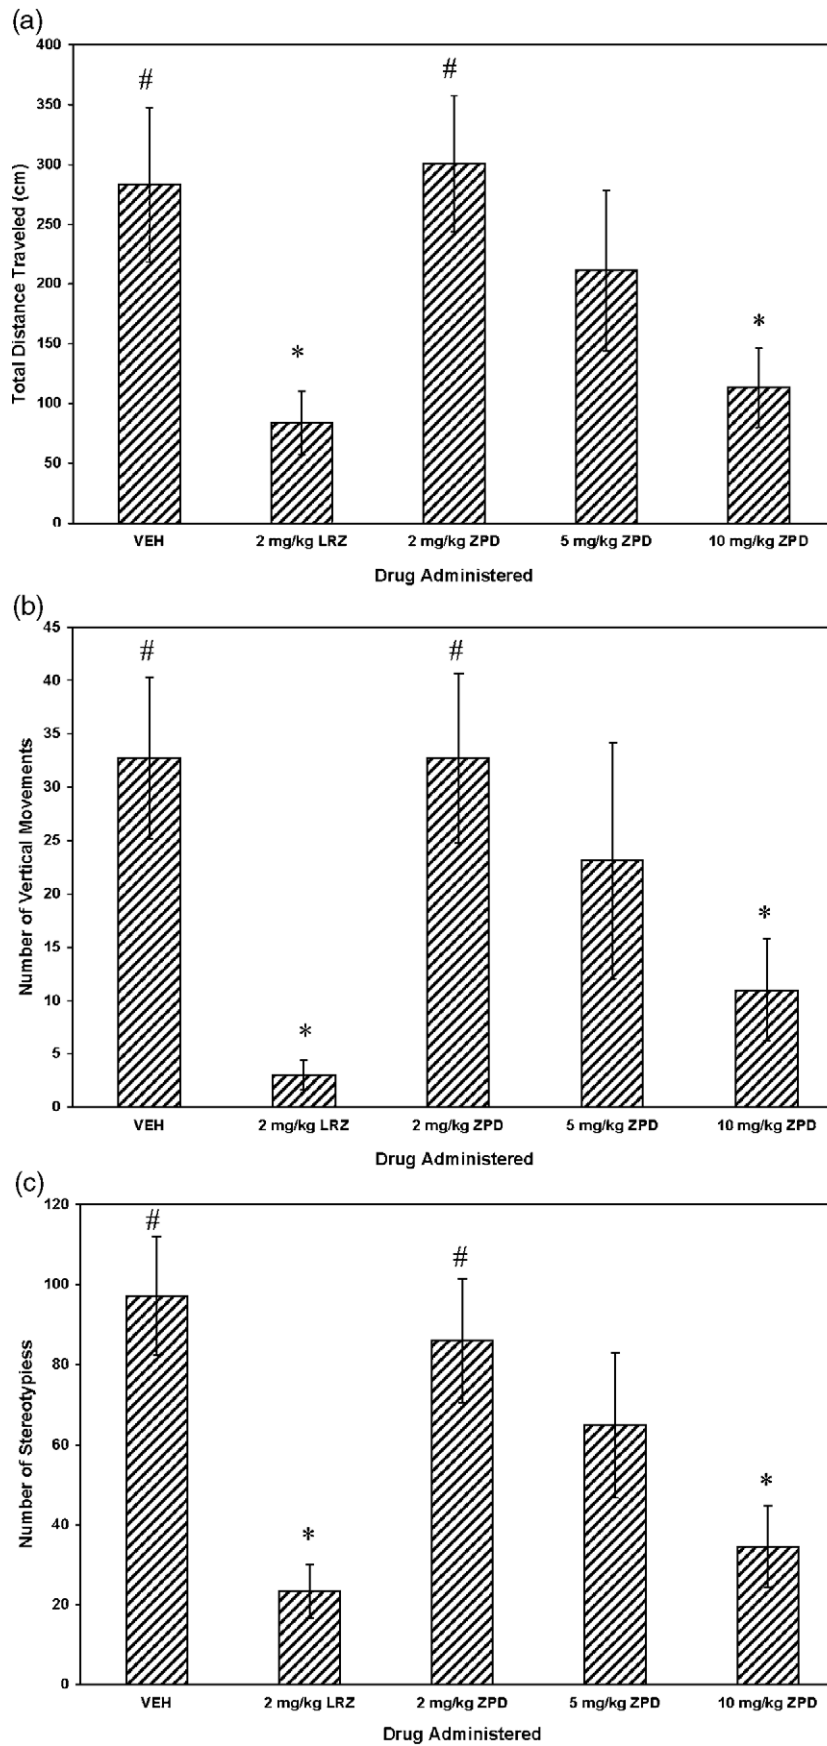 (a)
Total Distance Traveled (cm)
400
350
300
250
200
150
100
50
0
# * # *
VEH 2 mg/kg LRZ 2 mg/kg ZPD 5 mg/kg ZPD 10 mg/kg ZPD
Drug Administered
(b)
Number of Vertical Movements
45
40
35
30
25
20
15
10
5
0
# * # *
VEH 2 mg/kg LRZ 2 mg/kg ZPD 5 mg/kg ZPD 10 mg/kg ZPD
Drug Administered
(c)
Number of Stereotypiess
120
100
80
60
40
20
0
# * # *
VEH 2 mg/kg LRZ 2 mg/kg ZPD 5 mg/kg ZPD 10 mg/kg ZPD
Drug Administered